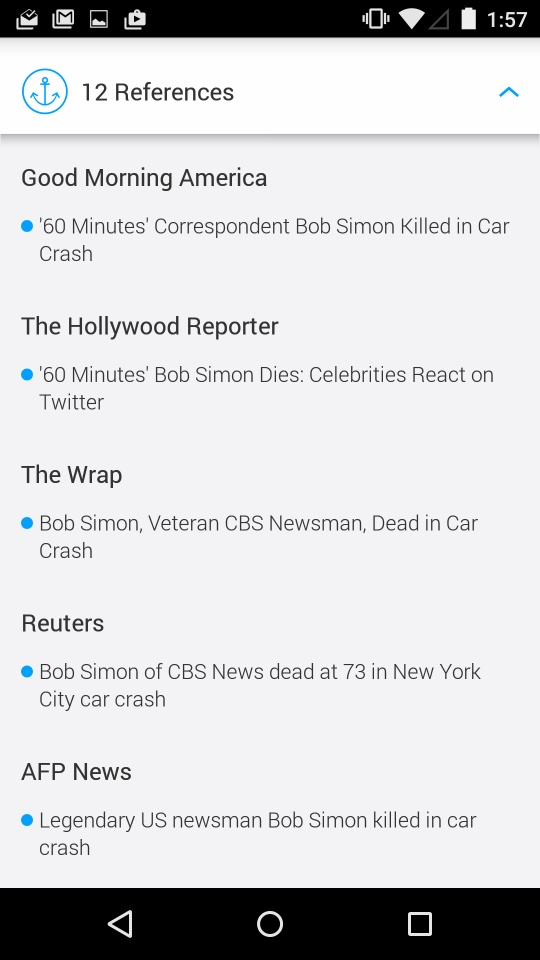 1:57
12 References
Good Morning America
'60 Minutes' Correspondent Bob Simon Killed in Car
Crash
The Hollywood Reporter
'60 Minutes' Bob Simon Dies: Celebrities React on
Twitter
The Wrap
Bob Simon, Veteran CBS Newsman, Dead in Car
Crash
Reuters
Bob Simon of CBS News dead at 73 in New York
City car crash
AFP News
Legendary US newsman Bob Simon killed in car
crash